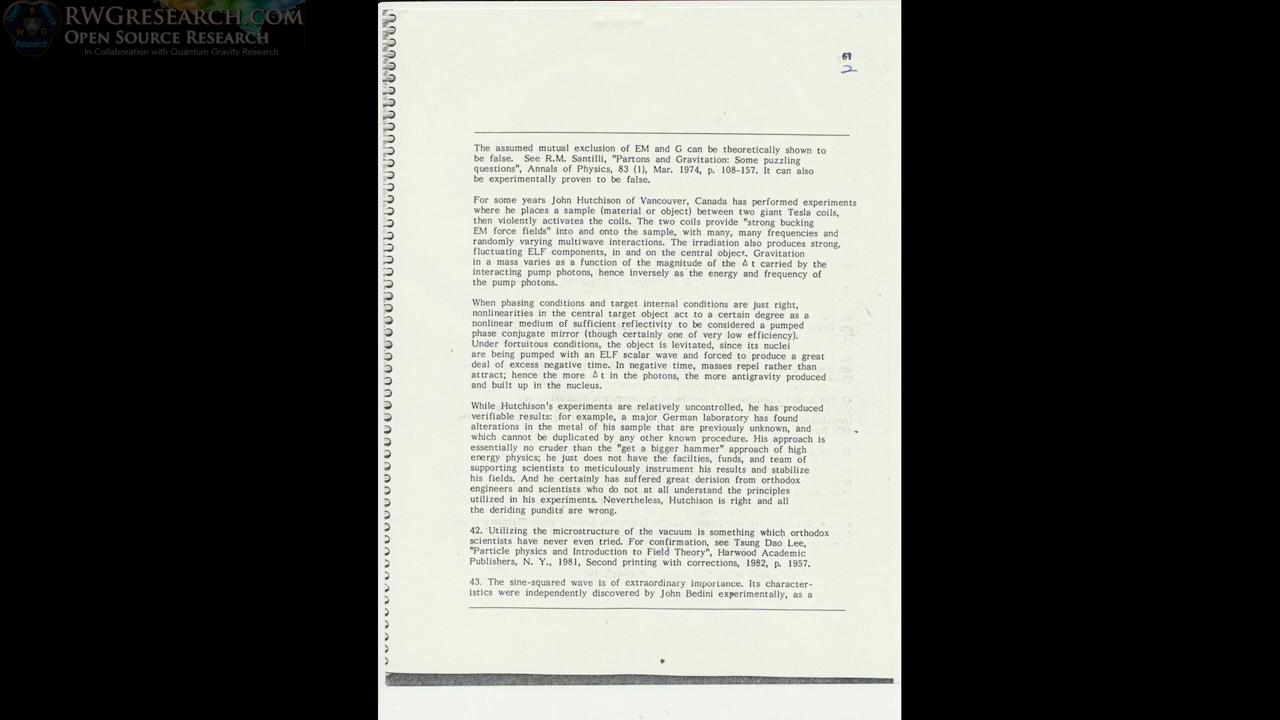 RWGRESEARCH.COM
OPEN SOURCE RESEARCH
In Collaboration with Quantum Gravity Research
W G
Research
2
The assumed mutual exclusion of EM and G can be theoretically shown to
be false. See R.M. Santilli, "Partons and Gravitation: Some puzzling
questions", Annals of Physics, 83 (1), Mar. 1974, p. 108-157. It can also
be experimentally proven to be false.
For some years John Hutchison of Vancouver, Canada has performed experiments
where he places a sample (material or object) between two giant Tesla coils,
then violently activates the coils. The two coils provide "strong bucking
EM force fields" into and onto the sample, with many, many frequencies and
randomly varying multiwave interactions. The irradiation also produces strong,
fluctuating ELF components, in and on the central object. Gravitation
in a mass varies as a function of the magnitude of the Δ t carried by the
interacting pump photons, hence inversely as the energy and frequency of
the pump photons.
When phasing conditions and target internal conditions are just right,
nonlinearities in the central target object act to a certain degree as a
nonlinear medium of sufficient reflectivity to be considered a pumped
phase conjugate mirror (though certainly one of very low efficiency).
Under fortuitous conditions, the object is levitated, since its nuclei
are being pumped with an ELF scalar wave and forced to produce a great
deal of excess negative time. In negative time, masses repel rather than
attract; hence the more Δ t in the photons, the more antigravity produced
and built up in the nucleus.
While Hutchison's experiments are relatively uncontrolled, he has produced
verifiable results: for example, a major German laboratory has found
alterations in the metal of his sample that are previously unknown, and
which cannot be duplicated by any other known procedure. His approach is
essentially no cruder than the "get a bigger hammer" approach of high
energy physics; he just does not have the facilties, funds, and team of
supporting scientists to meticulously instrument his results and stabilize
his fields. And he certainly has suffered great derision from orthodox
engineers and scientists who do not at all understand the principles
utilized in his experiments. Nevertheless, Hutchison is right and all
the deriding pundits are wrong.
42. Utilizing the microstructure of the vacuum is something which orthodox
scientists have never even tried. For confirmation, see Tsung Dao Lee,
"Particle physics and Introduction to Field Theory", Harwood Academic
Publishers, N. Y., 1981, Second printing with corrections, 1982, p. 1957.
43. The sine-squared wave is of extraordinary importance. Its character-
istics were independently discovered by John Bedini experimentally, as a